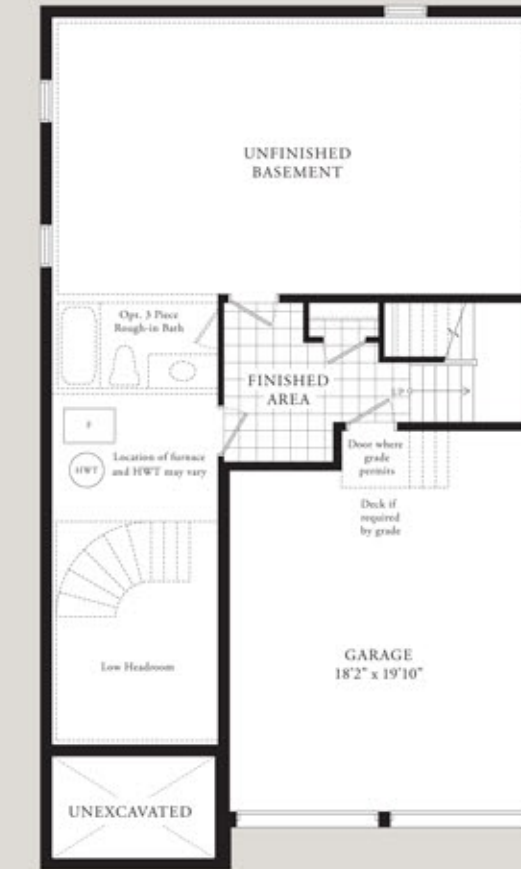 UNFINISHED
BASEMENT
Opt. 3 Piece
Rough-in Bath
FINISHED
AREA
UP
F
HWT
Location of furnace
and HWT may vary
Door where
grade
permits
Deck if
required
by grade
Low Headroom
GARAGE
18'2" x 19'10"
UNEXCAVATED